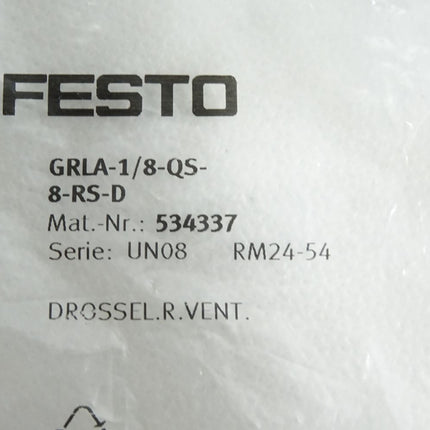 FESTO
GRLA-1/8-QS-
8-RS-D
Mat.-Nr.: 534337
Serie: UN08 RM24-54
DROSSEL.R.VENT.